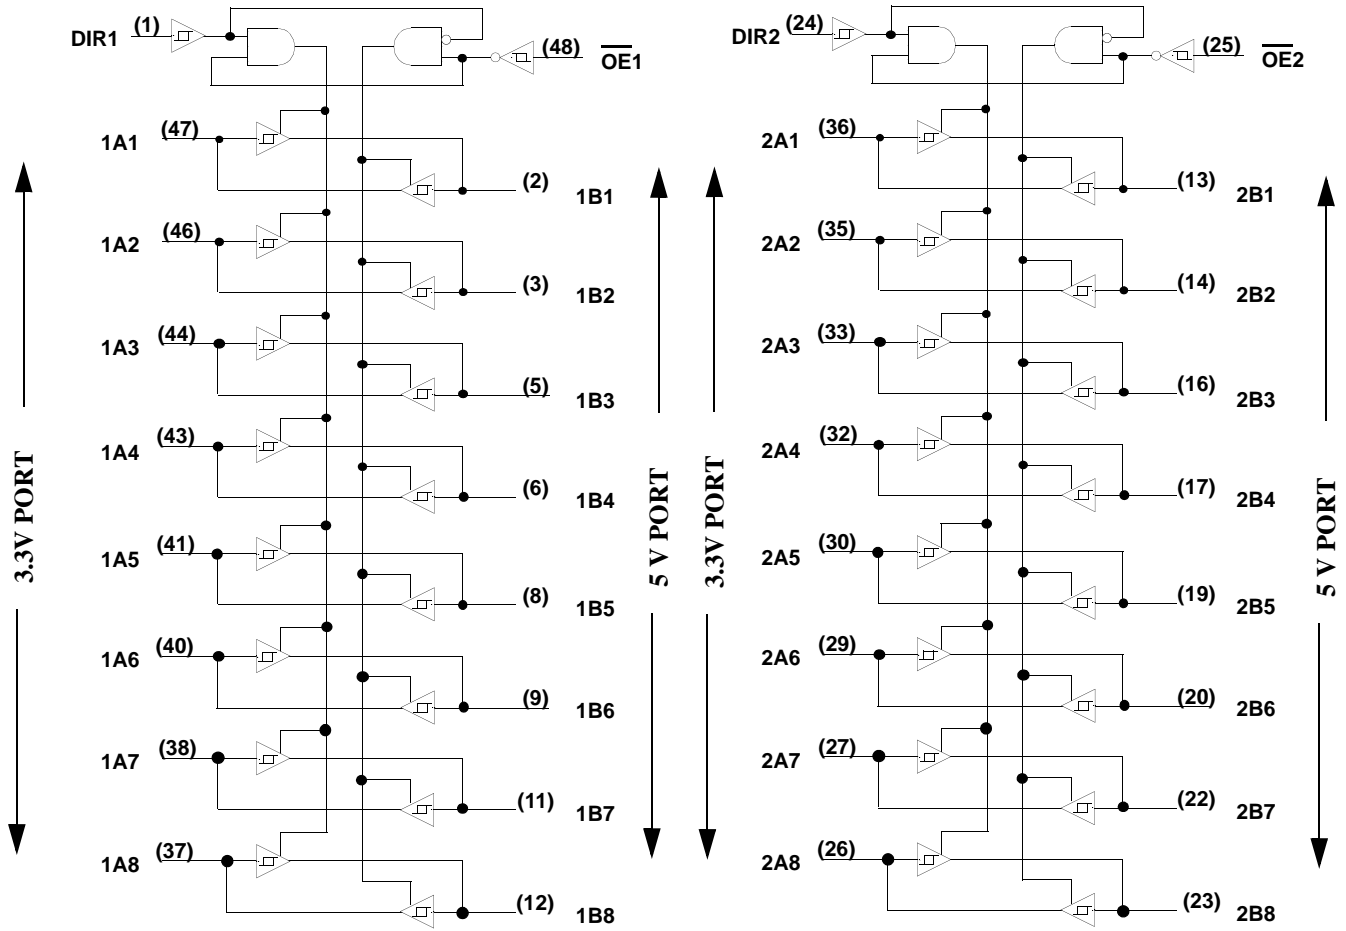 DIR1 (1) (48) OE1
1A1 (47) (2) 1B1
1A2 (46) (3) 1B2
1A3 (44) (5) 1B3
1A4 (43) (6) 1B4
1A5 (41) (8) 1B5
1A6 (40) (9) 1B6
1A7 (38) (11) 1B7
1A8 (37) (12) 1B8
3.3V PORT
5 V PORT
DIR2 (24) (25) OE2
2A1 (36) (13) 2B1
2A2 (35) (14) 2B2
2A3 (33) (16) 2B3
2A4 (32) (17) 2B4
2A5 (30) (19) 2B5
2A6 (29) (20) 2B6
2A7 (27) (22) 2B7
2A8 (26) (23) 2B8
3.3V PORT
5 V PORT